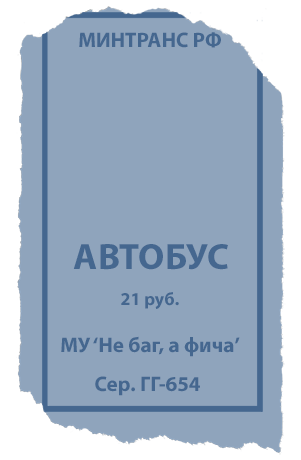 МИНТРАНС РФ
АВТОБУС
21 руб.
МУ ‘Не баг, а фича’
Сер. ГГ-654